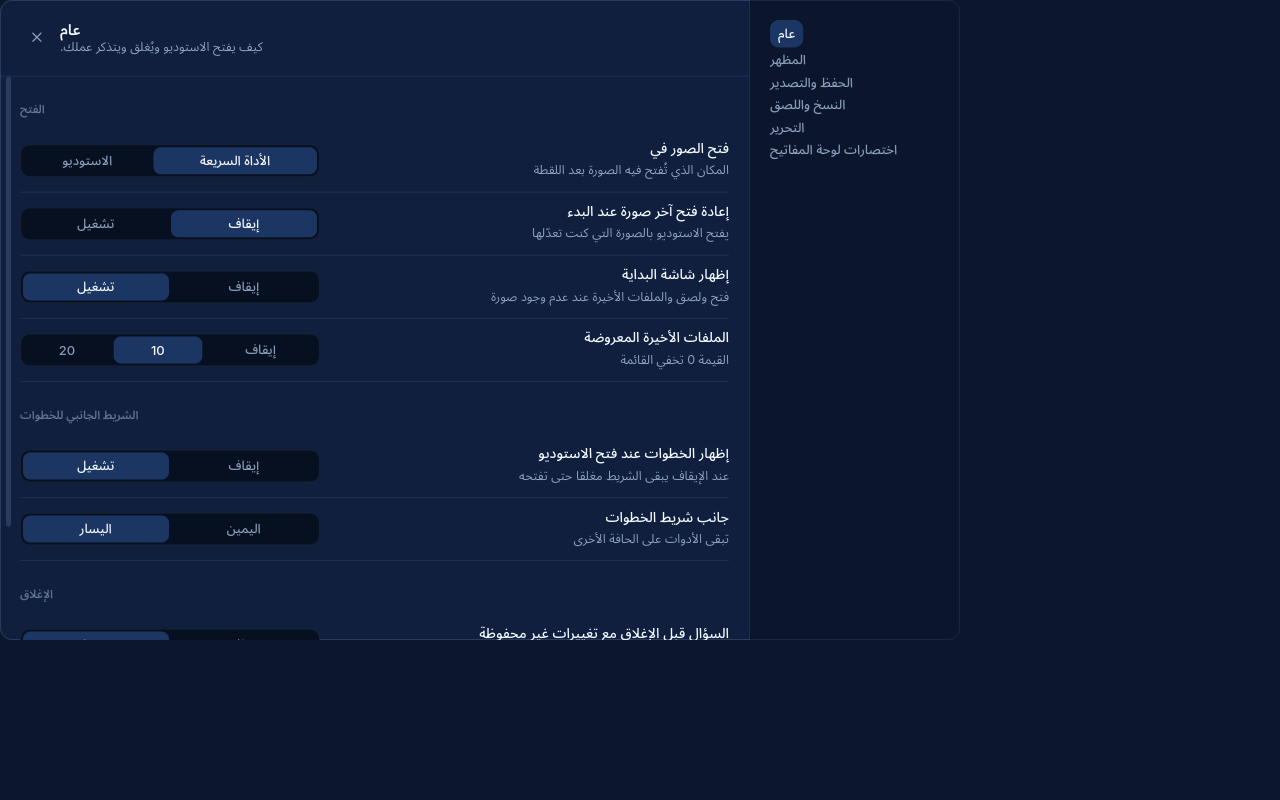 عام
المظهر
الحفظ والتصدير
النسخ واللصق
التحرير
اختصارات لوحة المفاتيح
عام
كيف يفتح الاستوديو ويُغلق ويتذكر عملك.
الفتح
فتح الصور في
المكان الذي تُفتح فيه الصورة بعد اللقطة
الأداة السريعة
الاستوديو
إعادة فتح آخر صورة عند البدء
يفتح الاستوديو بالصورة التي كنت تعدّلها
إيقاف
تشغيل
إظهار شاشة البداية
فتح ولصق والملفات الأخيرة عند عدم وجود صورة
إيقاف
تشغيل
الملفات الأخيرة المعروضة
القيمة 0 تخفي القائمة
إيقاف
10
20
الشريط الجانبي للخطوات
إظهار الخطوات عند فتح الاستوديو
عند الإيقاف يبقى الشريط مغلقا حتى تفتحه
إيقاف
تشغيل
جانب شريط الخطوات
تبقى الأدوات على الحافة الأخرى
اليمين
اليسار
الإغلاق
السؤال قبل الإغلاق مع تغييرات غير محفوظة